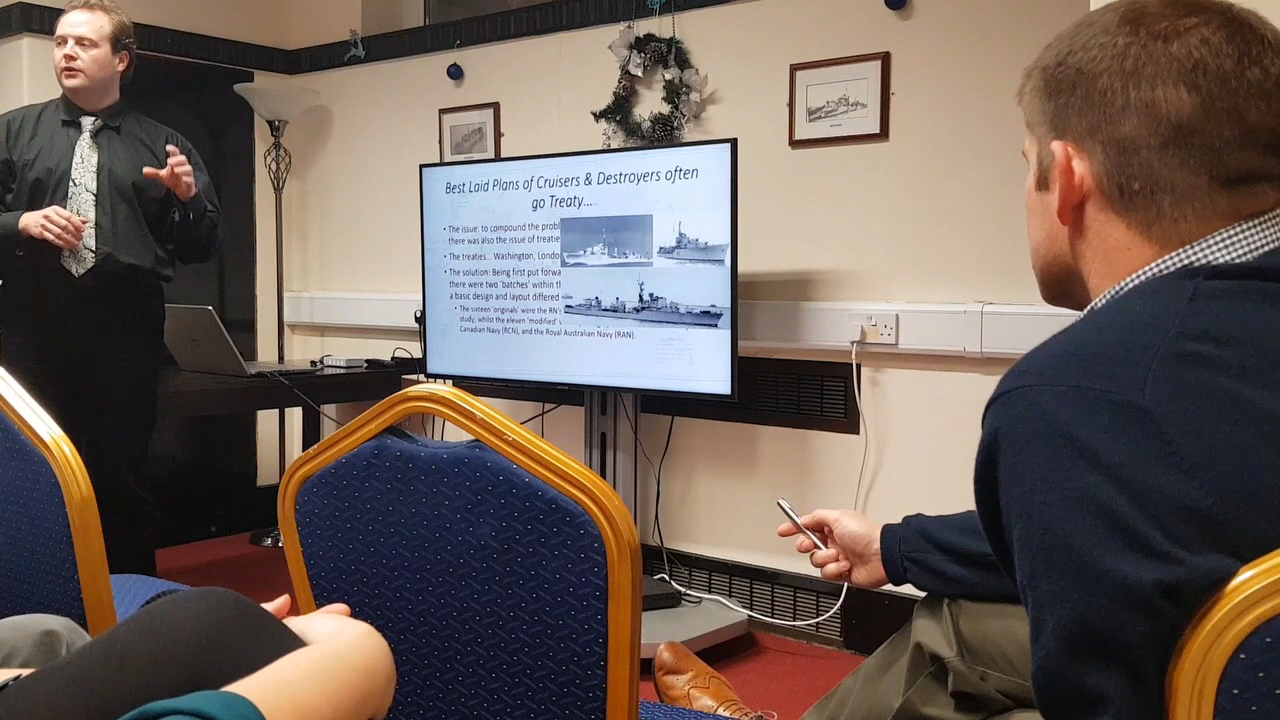 Best Laid Plans of Cruisers & Destroyers often
go Treaty...
• The issue: to compound the probl
there was also the issue of treatie
• The treaties... Washington, Londo
• The solution: Being first put forwa
there were two 'batches' within th
a basic design and layout differed
• The sixteen 'originals' were the RN's
study, whilst the eleven 'modified'
Canadian Navy (RCN), and the Royal Australian Navy (RAN).